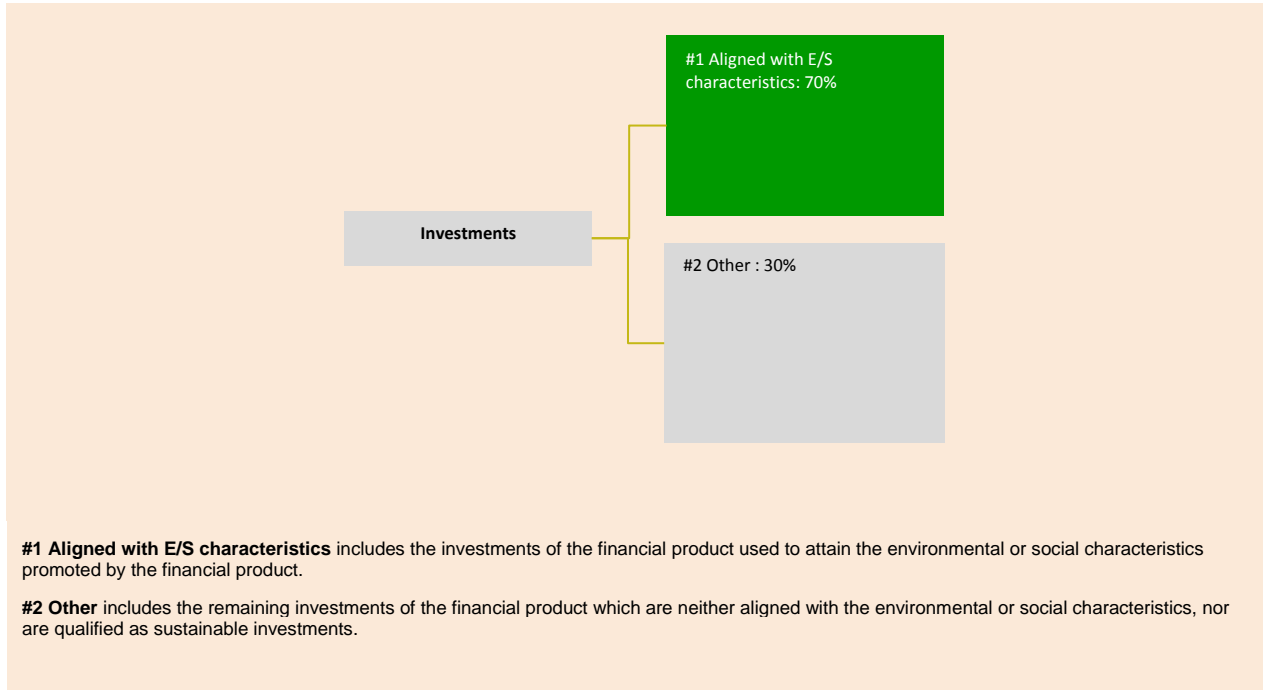 #1 Aligned with E/S
characteristics: 70%
Investments
#2 Other : 30%
#1 Aligned with E/S characteristics includes the investments of the financial product used to attain the environmental or social characteristics
promoted by the financial product.
#2 Other includes the remaining investments of the financial product which are neither aligned with the environmental or social characteristics, nor
are qualified as sustainable investments.